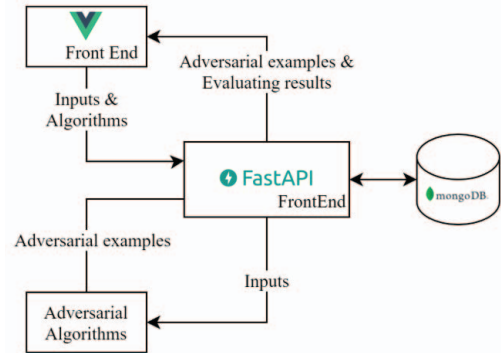 Front End
Adversarial examples &
Evaluating results
Inputs &
Algorithms
FastAPI
FrontEnd
mongoDB
Adversarial examples
Inputs
Adversarial
Algorithms